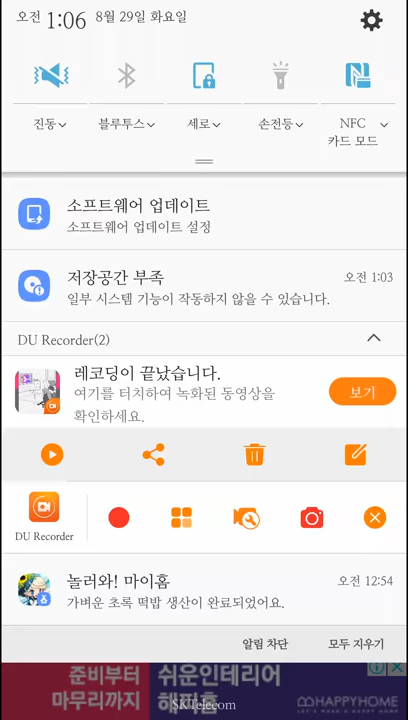 오전 1:06 8월 29일 화요일
진동 블루투스 세로 손전등 NFC
카드 모드
소프트웨어 업데이트
소프트웨어 업데이트 설정
저장공간 부족 오전 1:03
일부 시스템 기능이 작동하지 않을 수 있습니다.
DU Recorder(2)
레코딩이 끝났습니다.
여기를 터치하여 녹화된 동영상을
확인하세요.
보기
DU Recorder
놀러와! 마이홈 오전 12:54
가벼운 초록 떡밥 생산이 완료되었어요.
알림 차단 모두 지우기
준비부터 쉬운인테리어
마무리까지 해피홈 HAPPYHOME
LET'S MAKE A HAPPY HOME
SKTelecom